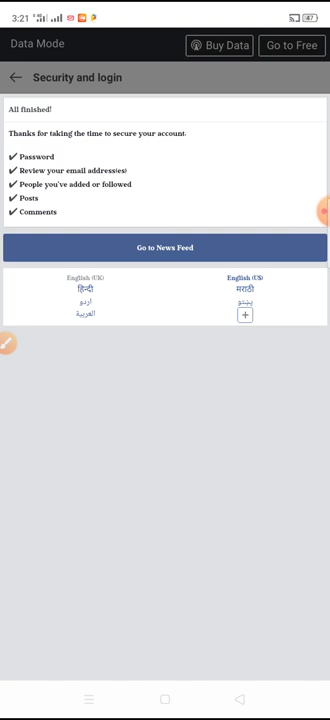 3:21
47
Data Mode
Buy Data
Go to Free
Security and login
All finished!
Thanks for taking the time to secure your account.
✔ Password
✔ Review your email address(es)
✔ People you've added or followed
✔ Posts
✔ Comments
Go to News Feed
English (UK)
English (US)
हिन्दी
मराठी
اردو
پښتو
العربية
+